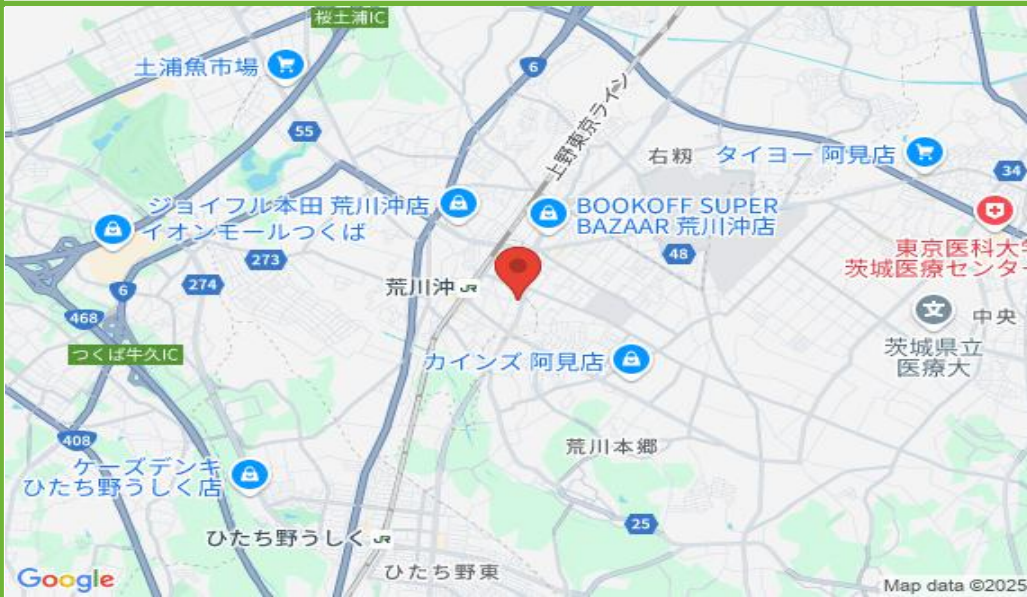 桜土浦IC
土浦魚市場
6
上野東京ライン
55
右籾
タイヨー 阿見店
34
ジョイフル本田 荒川沖店
イオンモールつくば
BOOKOFF SUPER
BAZAAR 荒川沖店
東京医科大学
茨城医療センター
273
48
274
6
荒川沖 JR
468
中央
つくば牛久IC
茨城県立
医療大
カインズ 阿見店
408
荒川本郷
ケーズデンキ
ひたち野うしく店
25
ひたち野うしく JR
ひたち野東
Google
Map data ©2025